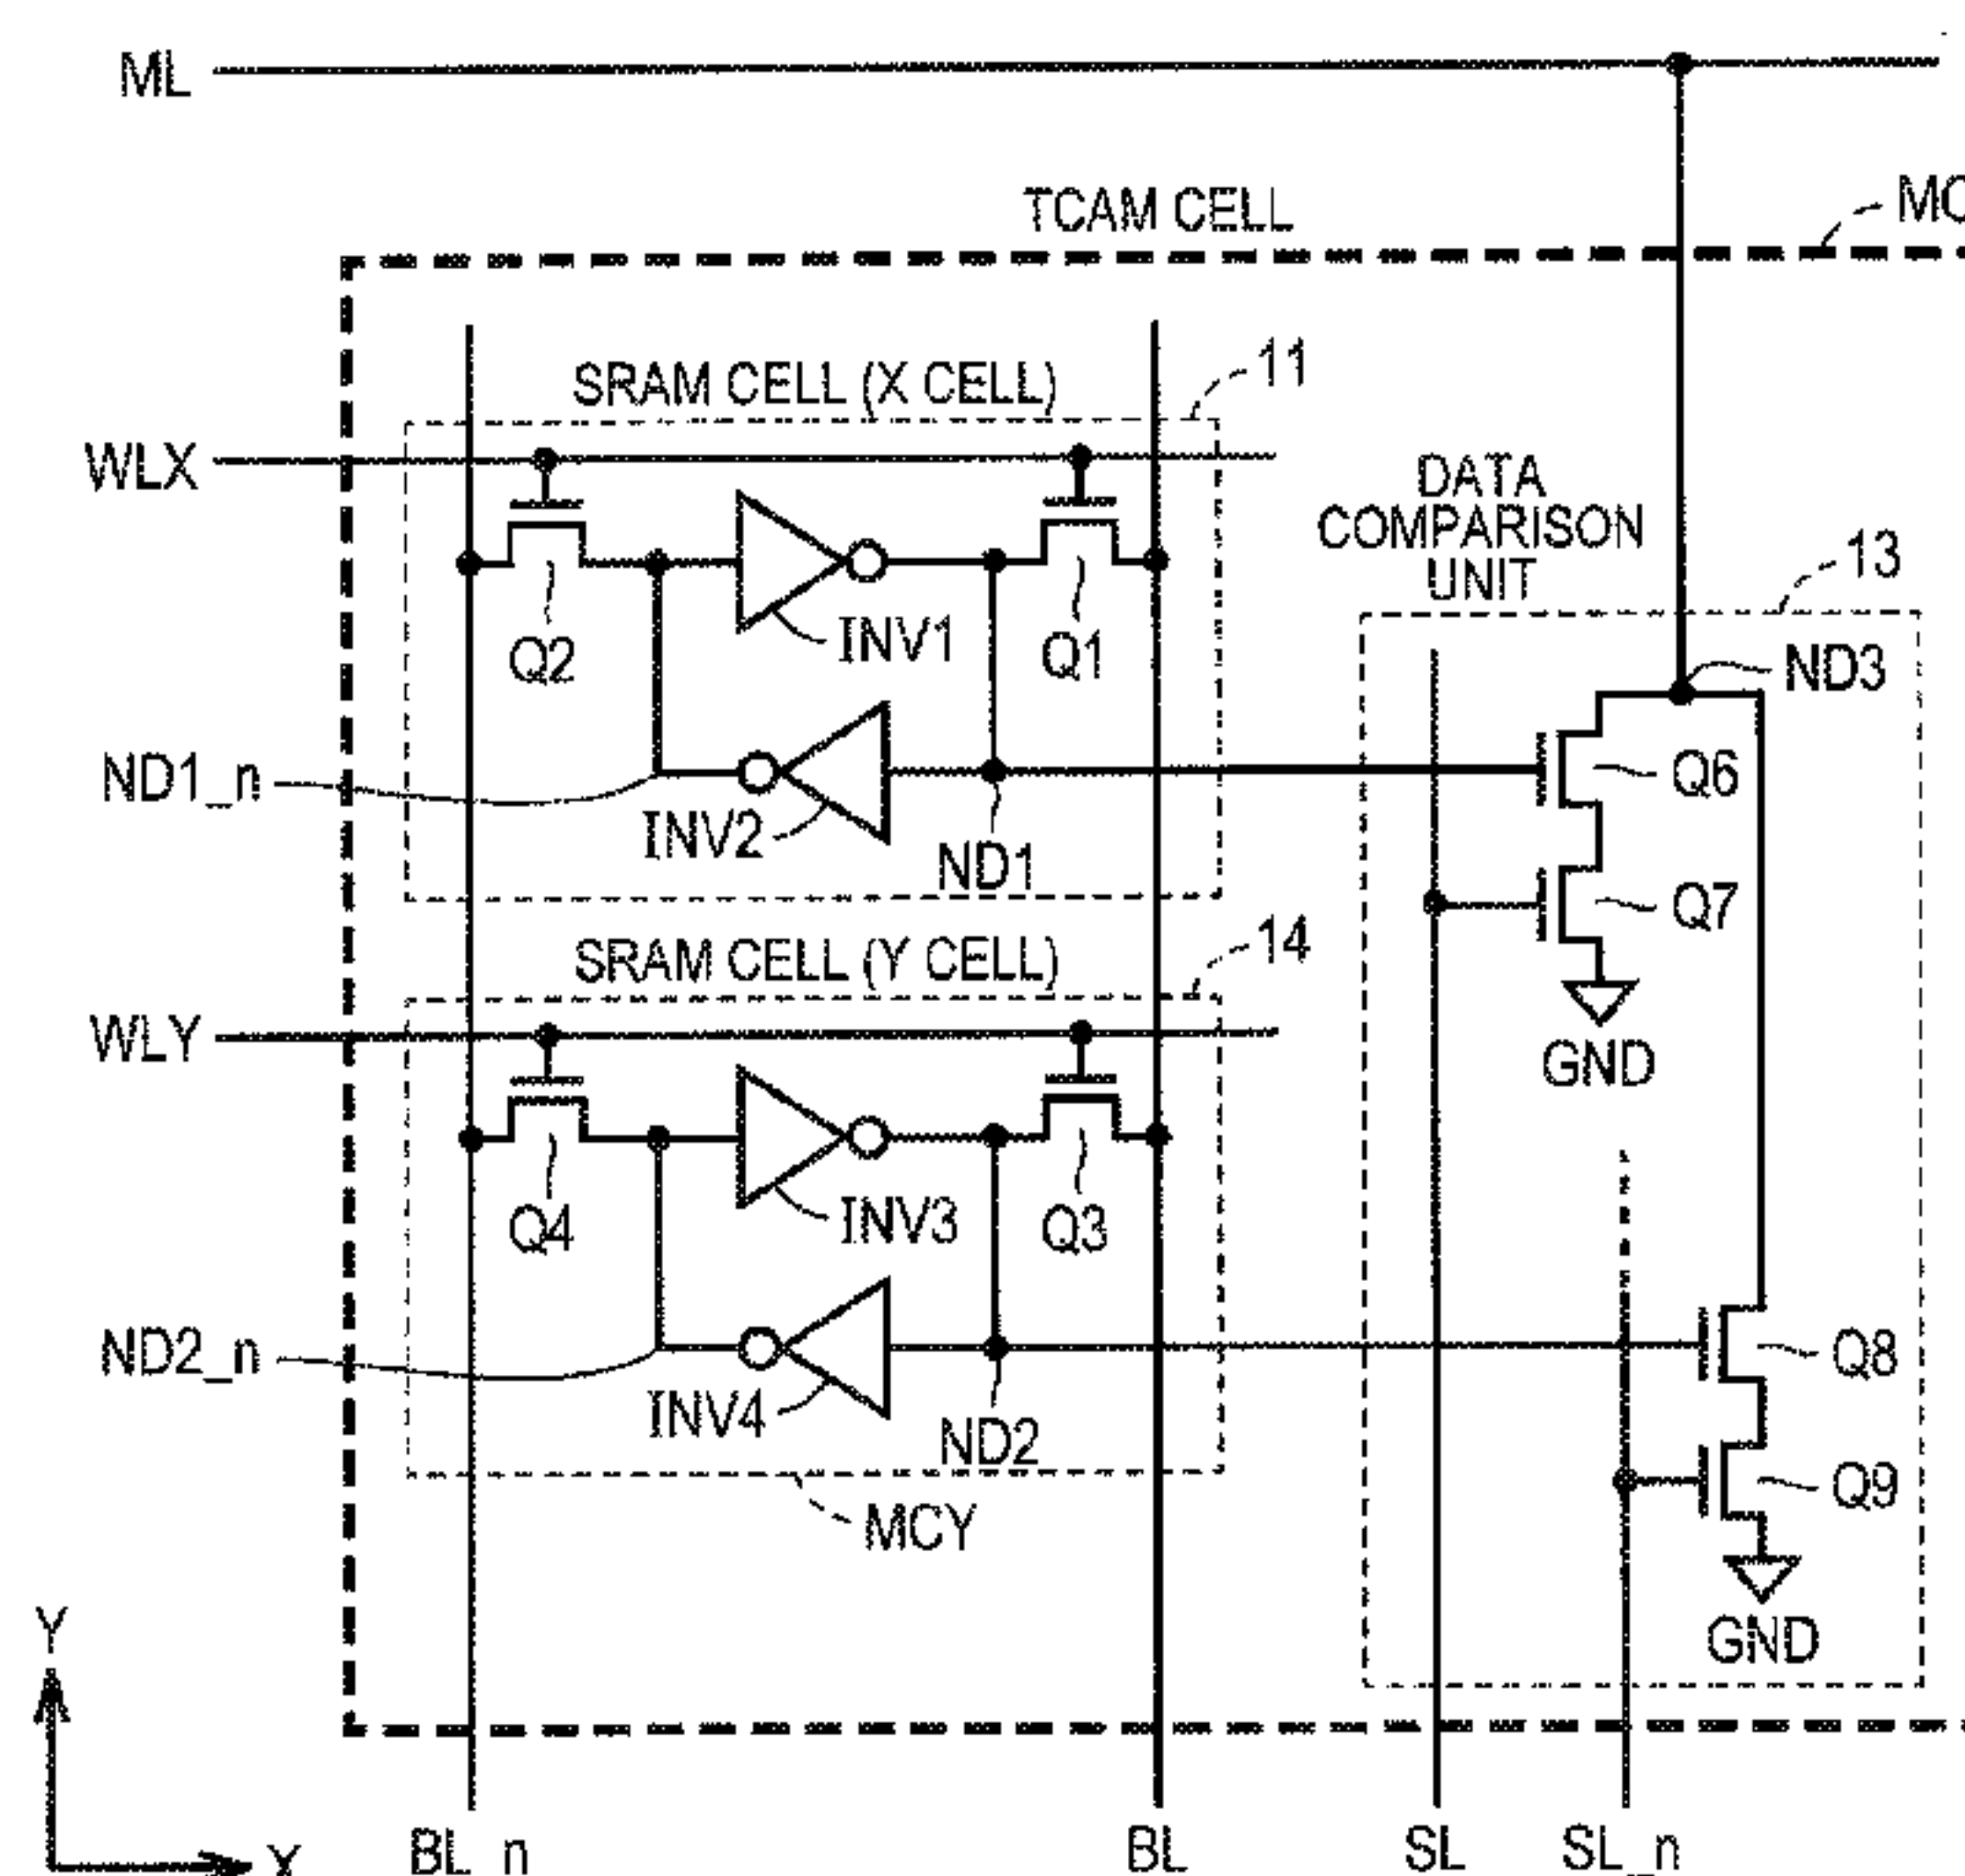 ML
TCAM CELL
MC
SRAM CELL (X CELL)
11
WLX
DATA
COMPARISON
UNIT
13
Q2
INV1
Q1
ND3
ND1_n
INV2
ND1
Q6
Q7
SRAM CELL (Y CELL)
14
WLY
GND
Q4
INV3
Q3
ND2_n
INV4
ND2
Q8
Q9
MCY
GND
Y
X
BL_n
BL
SL
SL_n